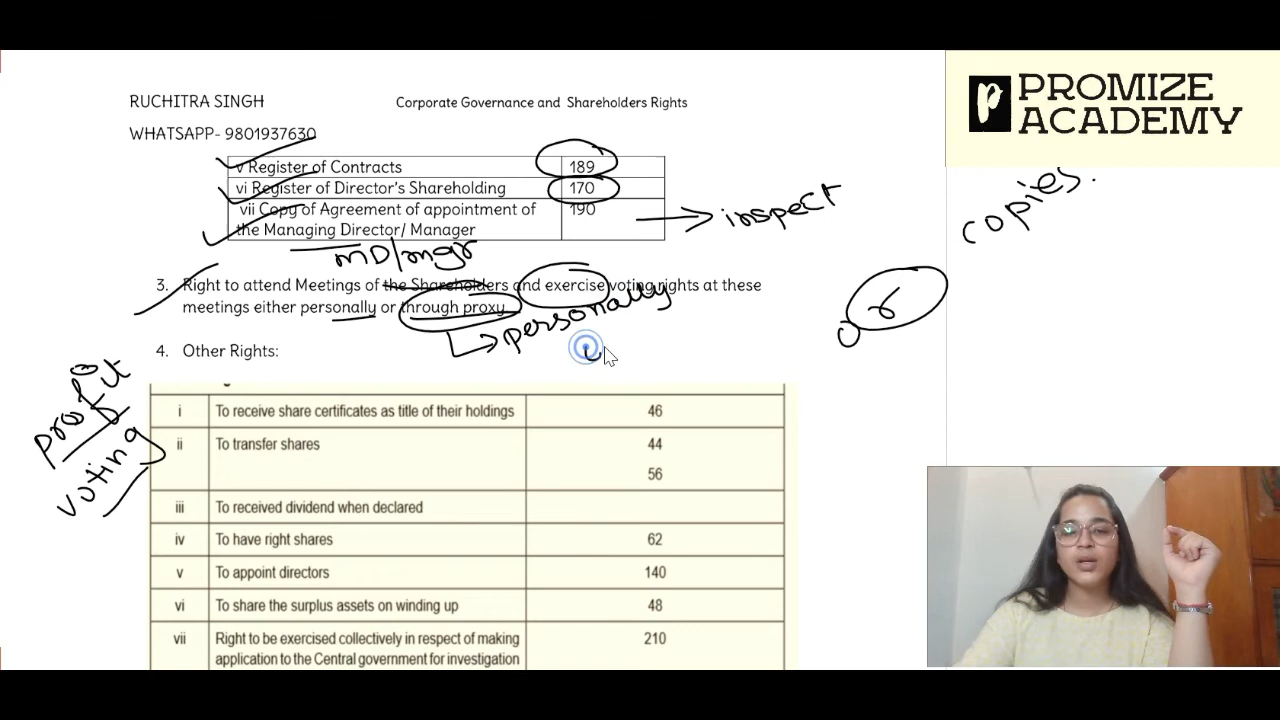 PROMIZE
ACADEMY
RUCHITRA SINGH
Corporate Governance and Shareholders Rights
WHATSAPP- 9801937630
v Register of Contracts 189
vi Register of Director's Shareholding 170
vii Copy of Agreement of appointment of 190
the Managing Director/ Manager
inspect
copies.
MD/mgr
3. Right to attend Meetings of the Shareholders and exercise voting rights at these
meetings either personally or through proxy
personally
or
4. Other Rights:
profit
voting
i To receive share certificates as title of their holdings 46
ii To transfer shares 44
56
iii To received dividend when declared
iv To have right shares 62
v To appoint directors 140
vi To share the surplus assets on winding up 48
vii Right to be exercised collectively in respect of making 210
application to the Central government for investigation